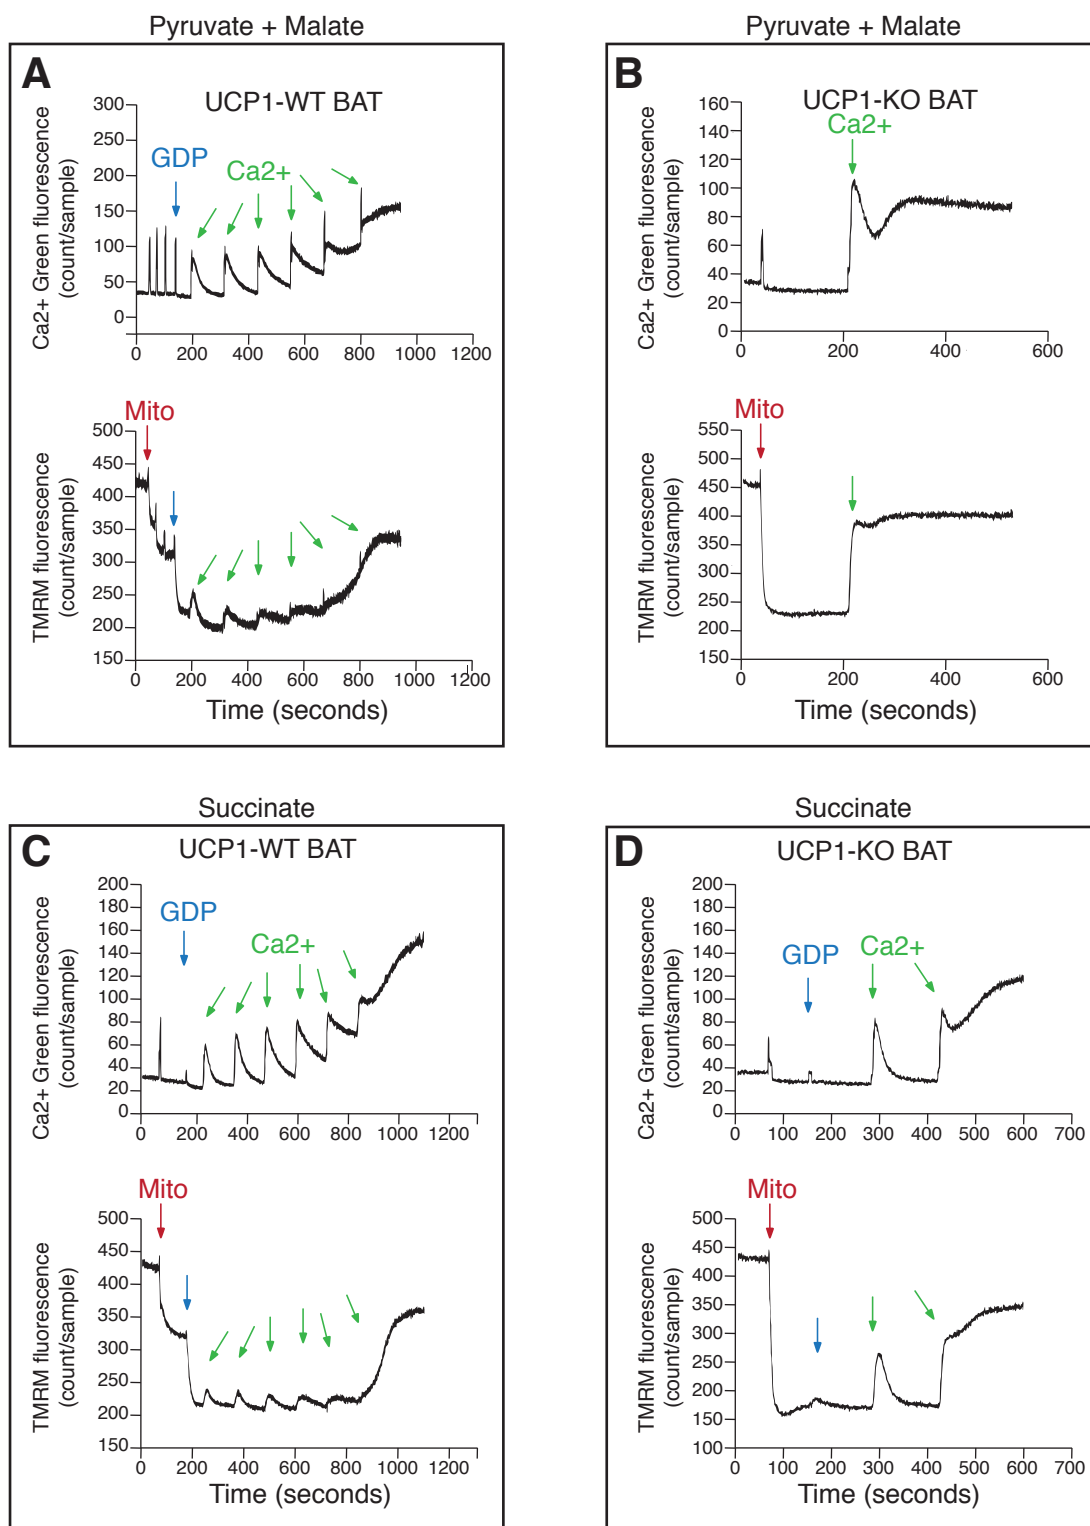 Pyruvate + Malate
A
UCP1-WT BAT
Ca2+ Green fluorescence
(count/sample)
300
250
200
150
100
50
0
GDP
Ca2+
0 200 400 600 800 1000 1200
Mito
TMRM fluorescence
(count/sample)
500
450
350
300
250
200
150
0 200 400 600 800 1000 1200
Time (seconds)
Pyruvate + Malate
B
UCP1-KO BAT
Ca2+
Ca2+ Green fluorescence
(count/sample)
160
140
120
100
80
60
40
20
0
0 200 400 600
Mito
TMRM fluorescence
(count/sample)
550
500
450
400
350
300
250
200
150
0 200 400 600
Time (seconds)
Succinate
C
UCP1-WT BAT
Ca2+ Green fluorescence
(count/sample)
200
180
160
140
120
100
80
60
40
20
0
GDP
Ca2+
0 200 400 600 800 1000 1200
Mito
TMRM fluorescence
(count/sample)
500
450
400
350
300
250
200
150
0 200 400 600 800 1000 1200
Time (seconds)
Succinate
D
UCP1-KO BAT
Ca2+ Green fluorescence
(count/sample)
200
180
160
140
120
100
80
60
40
20
0
GDP
Ca2+
0 100 200 300 400 500 600 700
Mito
TMRM fluorescence
(count/sample)
500
450
160
350
300
250
200
150
100
0 100 200 300 400 500 600 700
Time (seconds)